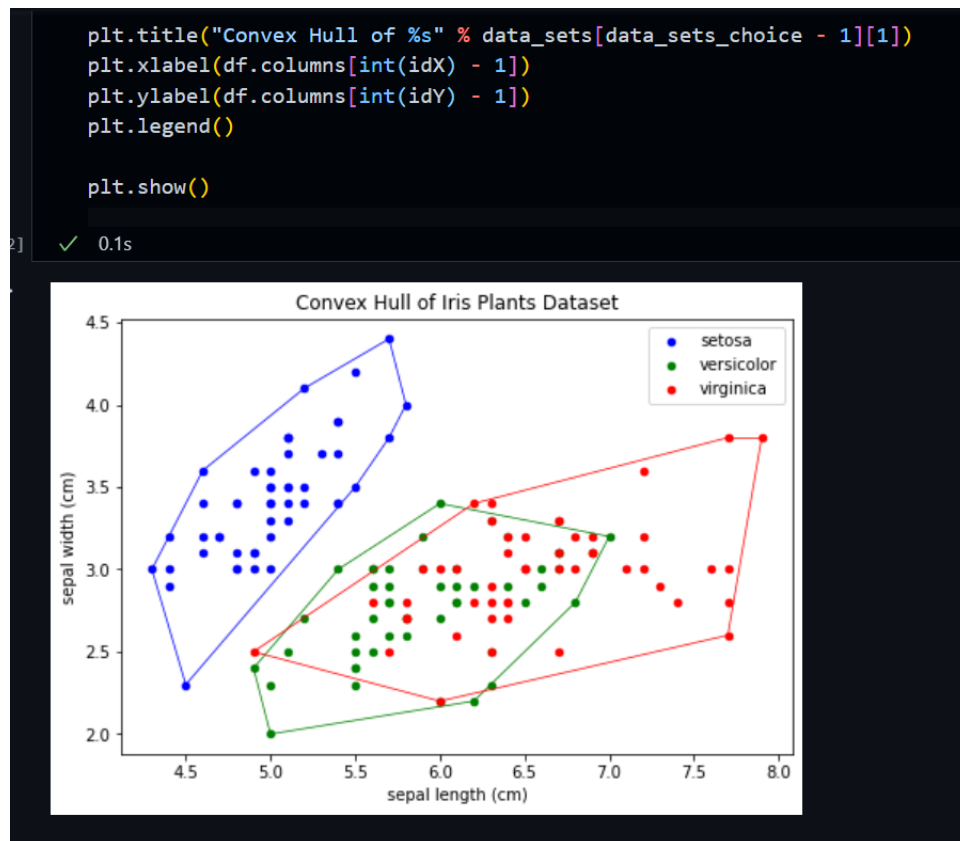 plt.title("Convex Hull of %s" % data_sets[data_sets_choice - 1][1])
plt.xlabel(df.columns[int(idX) - 1])
plt.ylabel(df.columns[int(idY) - 1])
plt.legend()
plt.show()
2]
0.1s
Convex Hull of Iris Plants Dataset
setosa
versicolor
virginica
4.5
4.0
3.5
3.0
2.5
2.0
sepal width (cm)
4.5 5.0 5.5 6.0 6.5 7.0 7.5 8.0
sepal length (cm)